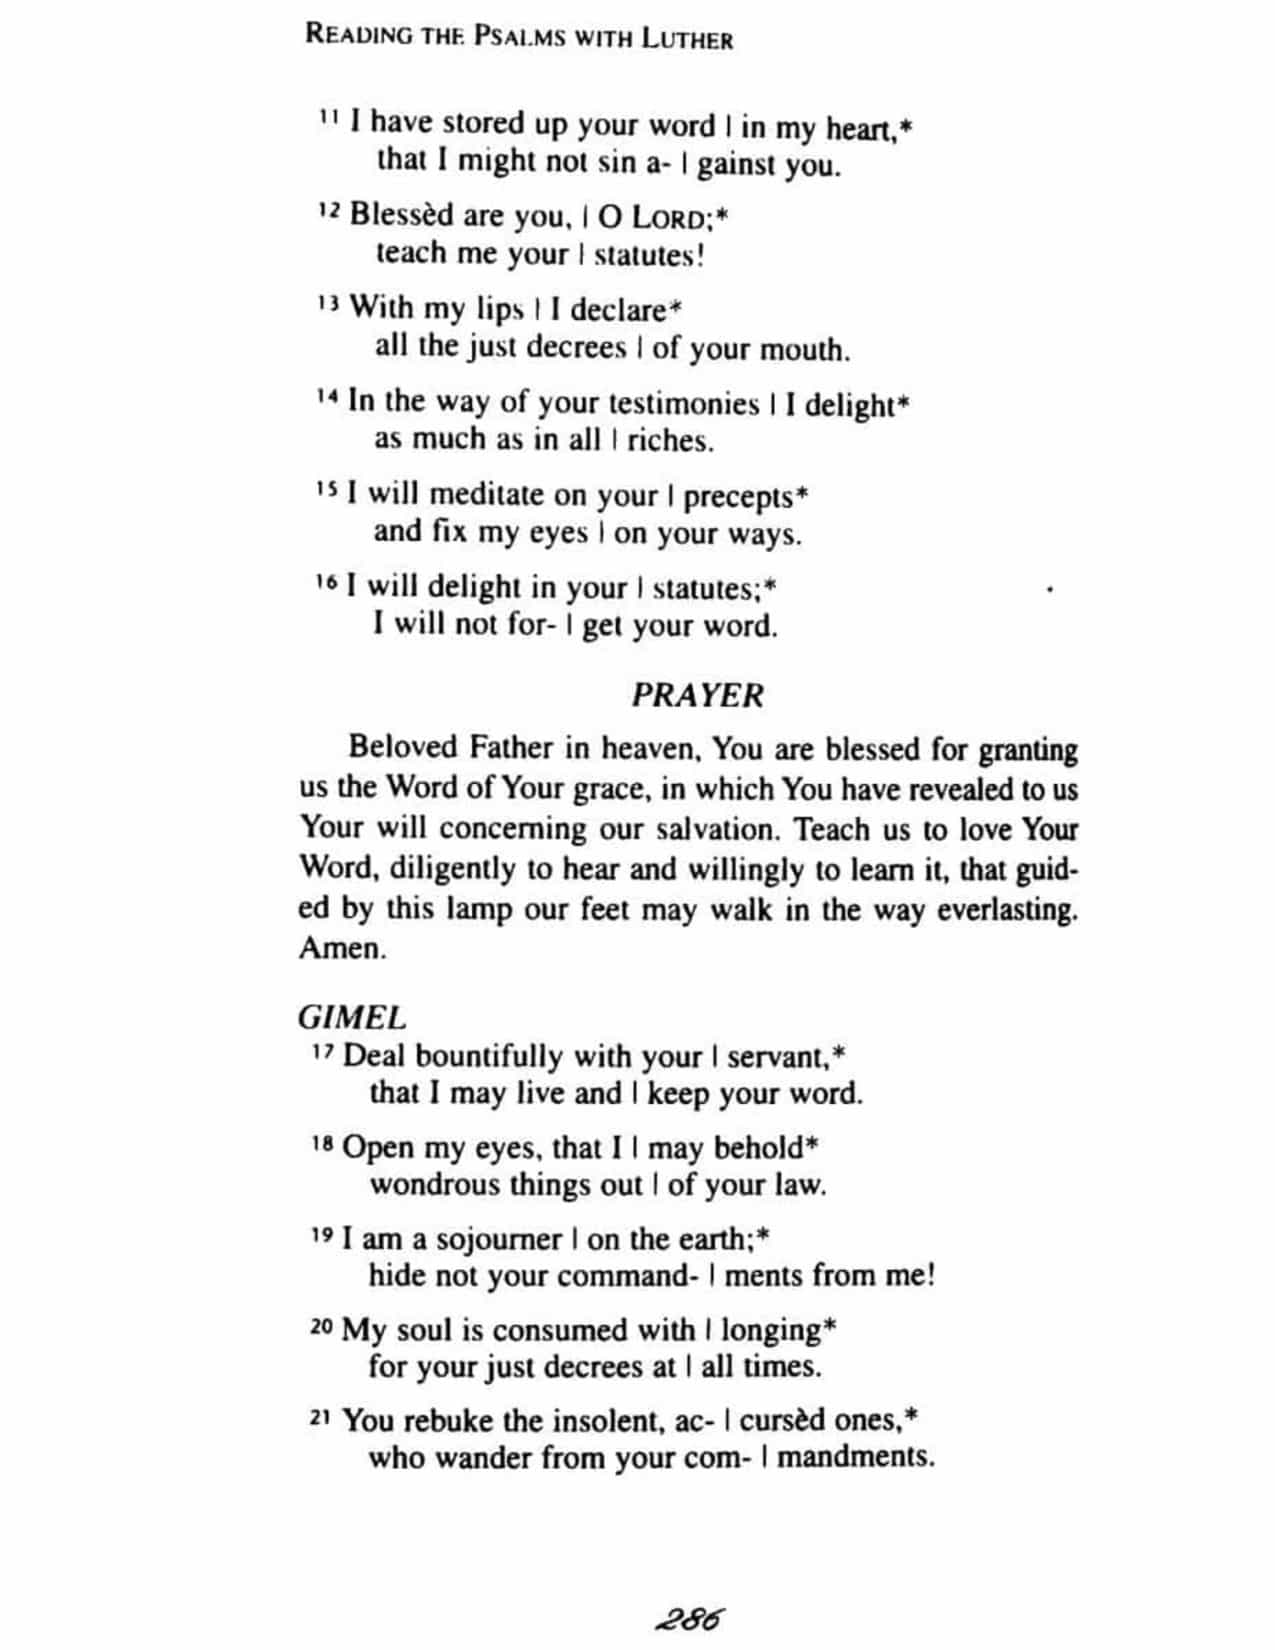 READING THE PSALMS WITH LUTHER
11 I have stored up your word | in my heart,*
that I might not sin a- | gainst you.
12 Blessèd are you, | O LORD;*
teach me your | statutes!
13 With my lips | I declare*
all the just decrees | of your mouth.
14 In the way of your testimonies | I delight*
as much as in all | riches.
15 I will meditate on your | precepts*
and fix my eyes | on your ways.
16 I will delight in your | statutes;*
I will not for- | get your word.
PRAYER
Beloved Father in heaven, You are blessed for granting
us the Word of Your grace, in which You have revealed to us
Your will concerning our salvation. Teach us to love Your
Word, diligently to hear and willingly to learn it, that guid-
ed by this lamp our feet may walk in the way everlasting.
Amen.
GIMEL
17 Deal bountifully with your | servant,*
that I may live and | keep your word.
18 Open my eyes, that I | may behold*
wondrous things out | of your law.
19 I am a sojourner | on the earth;*
hide not your command- | ments from me!
20 My soul is consumed with | longing*
for your just decrees at | all times.
21 You rebuke the insolent, ac- | cursèd ones,*
who wander from your com- | mandments.
286